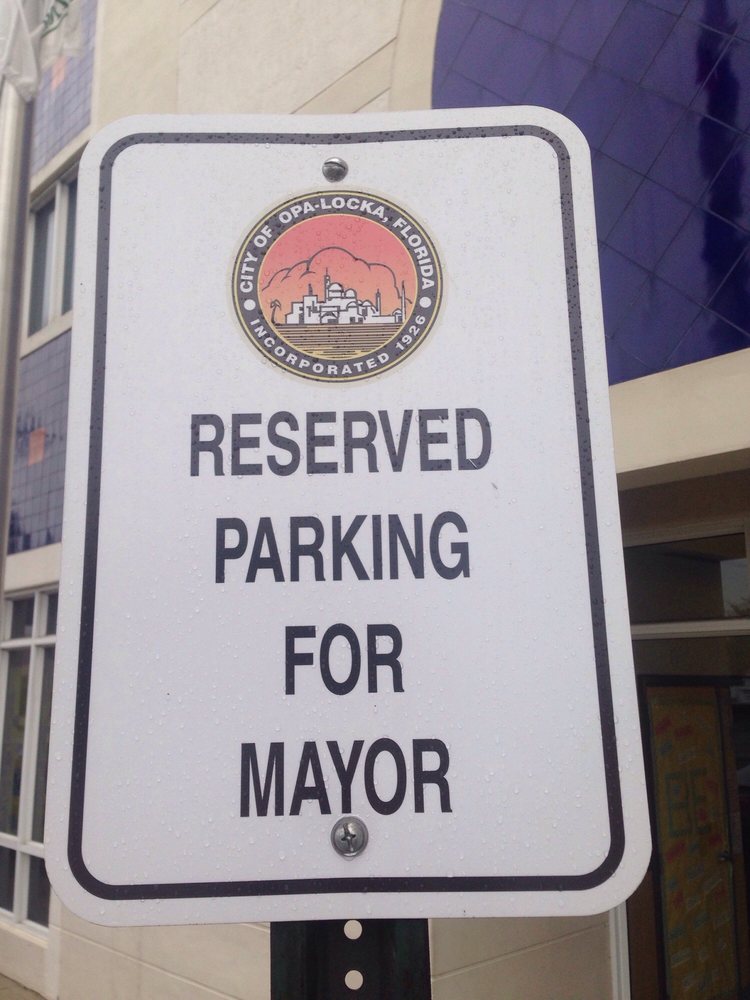 CITY OF OPA-LOCKA, FLORIDA
INCORPORATED 1926
RESERVED
PARKING
FOR
MAYOR